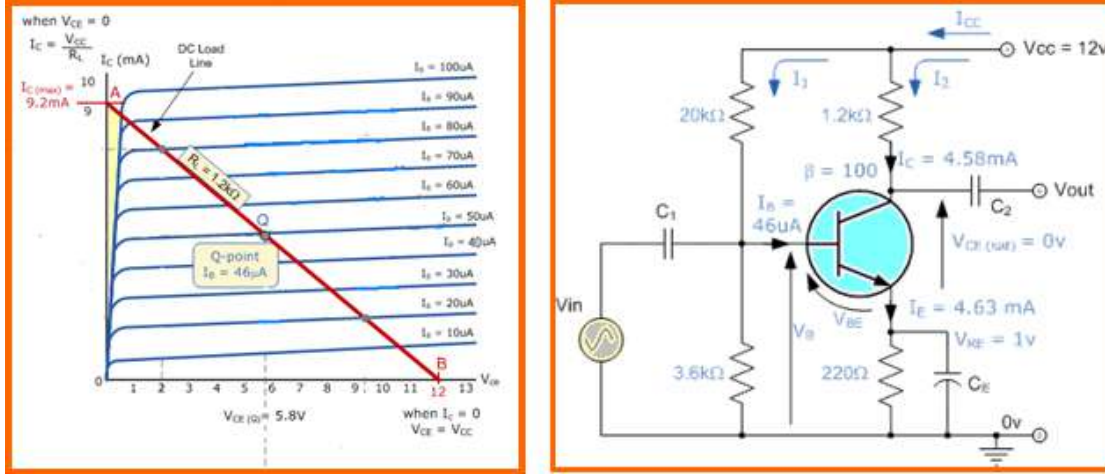 when VCE = 0
IC = VCC
RL
IC (mA)
DC Load
Line
10
IC(max) =
9.2mA
9
A
IB = 100uA
IB = 90uA
IB = 80uA
IB = 70uA
IB = 60uA
IB = 50uA
IB = 40uA
IB = 30uA
IB = 20uA
IB = 10uA
RL = 1.2kΩ
Q
Q-point
IB = 46µA
B
0
1 2 3 4 5 6 7 8 9 10 11 12 13 VCE
VCE (Q) = 5.8V
when IC = 0
VCE = VCC
ICC
Vcc = 12v
I1
I2
20kΩ
1.2kΩ
IC = 4.58mA
β = 100
Vout
C1
IB =
46uA
C2
VCE (sat) = 0v
Vin
VB
VBE
IE = 4.63 mA
VRE = 1v
3.6kΩ
220Ω
CE
0v